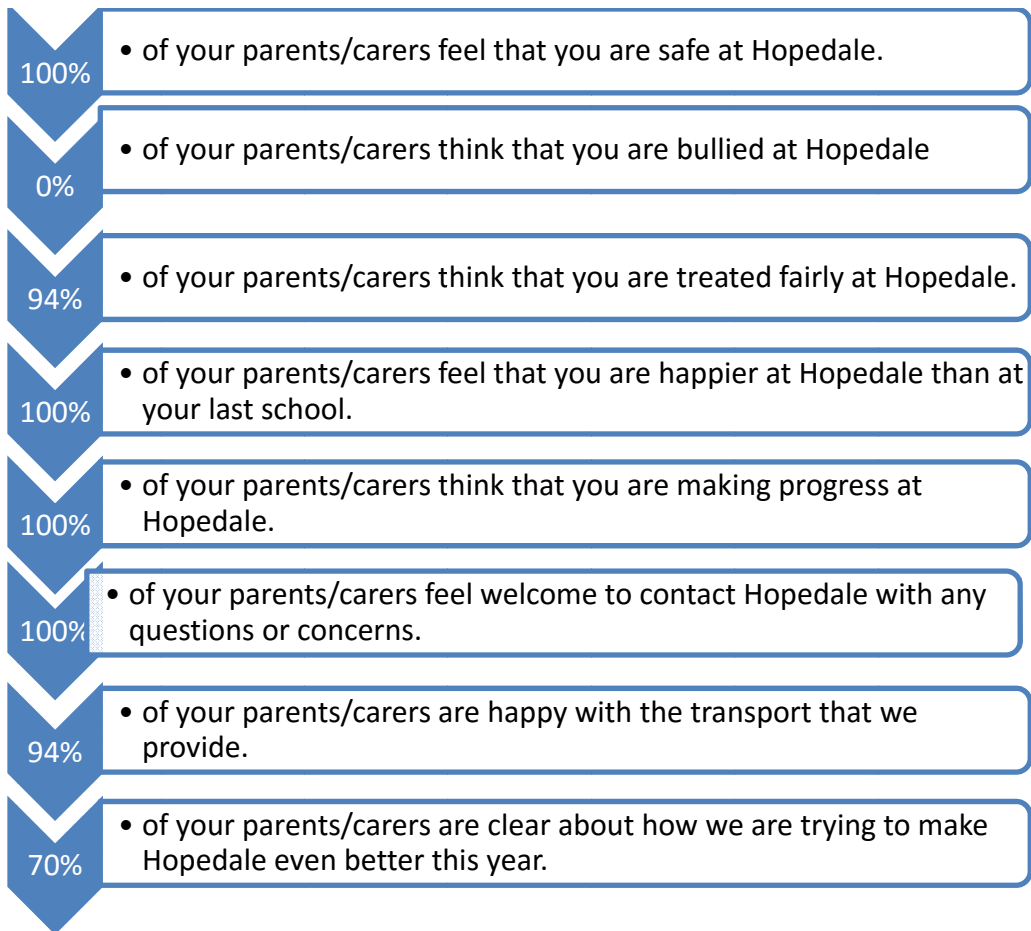 100%
• of your parents/carers feel that you are safe at Hopedale.
0%
• of your parents/carers think that you are bullied at Hopedale
94%
• of your parents/carers think that you are treated fairly at Hopedale.
100%
• of your parents/carers feel that you are happier at Hopedale than at
your last school.
100%
• of your parents/carers think that you are making progress at
Hopedale.
100%
• of your parents/carers feel welcome to contact Hopedale with any
questions or concerns.
94%
• of your parents/carers are happy with the transport that we
provide.
70%
• of your parents/carers are clear about how we are trying to make
Hopedale even better this year.